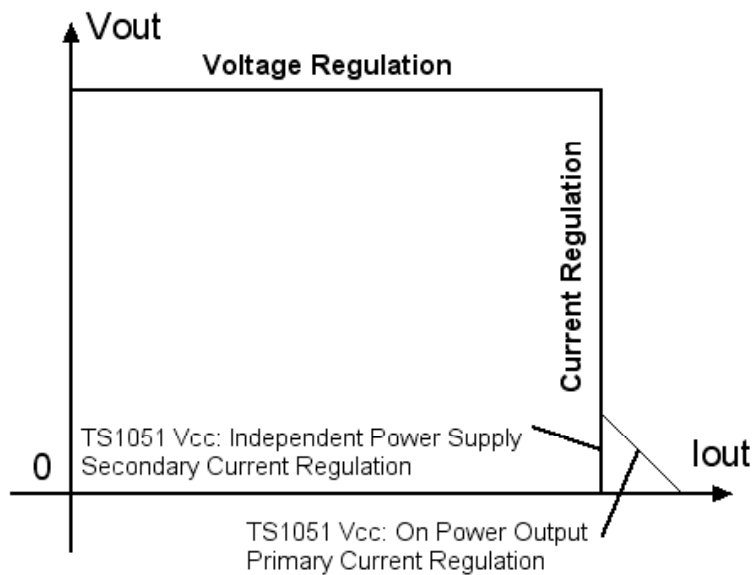 Vout
Voltage Regulation
Current Regulation
TS1051 Vcc: Independent Power Supply
Secondary Current Regulation
0
Iout
TS1051 Vcc: On Power Output
Primary Current Regulation